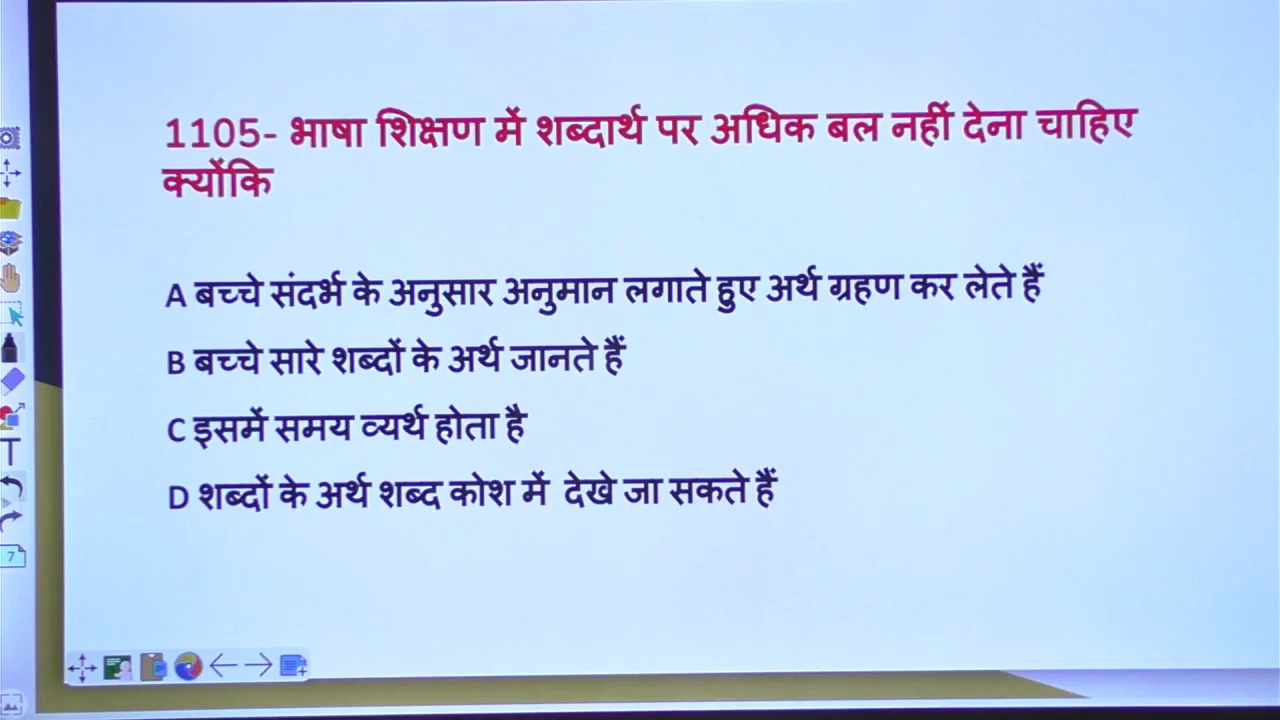 1105- भाषा शिक्षण में शब्दार्थ पर अधिक बल नहीं देना चाहिए
क्योंकि
A बच्चे संदर्भ के अनुसार अनुमान लगाते हुए अर्थ ग्रहण कर लेते हैं
B बच्चे सारे शब्दों के अर्थ जानते हैं
C इसमें समय व्यर्थ होता है
D शब्दों के अर्थ शब्द कोश में देखे जा सकते हैं
7